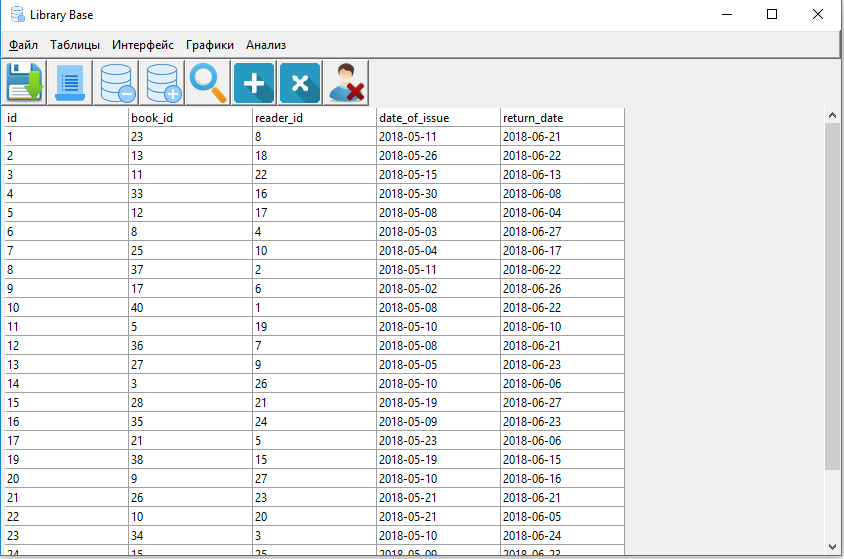 Library Base
Файл Таблицы Интерфейс Графики Анализ
id book_id reader_id date_of_issue return_date
1 23 8 2018-05-11 2018-06-21
2 13 18 2018-05-26 2018-06-22
3 11 22 2018-05-15 2018-06-13
4 33 16 2018-05-30 2018-06-08
5 12 17 2018-05-08 2018-06-04
6 8 4 2018-05-03 2018-06-27
7 25 10 2018-05-04 2018-06-17
8 37 2 2018-05-11 2018-06-22
9 17 6 2018-05-02 2018-06-26
10 40 1 2018-05-08 2018-06-22
11 5 19 2018-05-10 2018-06-10
12 36 7 2018-05-08 2018-06-21
13 27 9 2018-05-05 2018-06-23
14 3 26 2018-05-10 2018-06-06
15 28 21 2018-05-19 2018-06-27
16 35 24 2018-05-09 2018-06-23
17 21 5 2018-05-23 2018-06-06
19 38 15 2018-05-19 2018-06-15
20 9 27 2018-05-10 2018-06-16
21 26 23 2018-05-21 2018-06-21
22 10 20 2018-05-21 2018-06-05
23 34 3 2018-05-10 2018-06-24
24 15 25 2018-05-09 2018-06-23